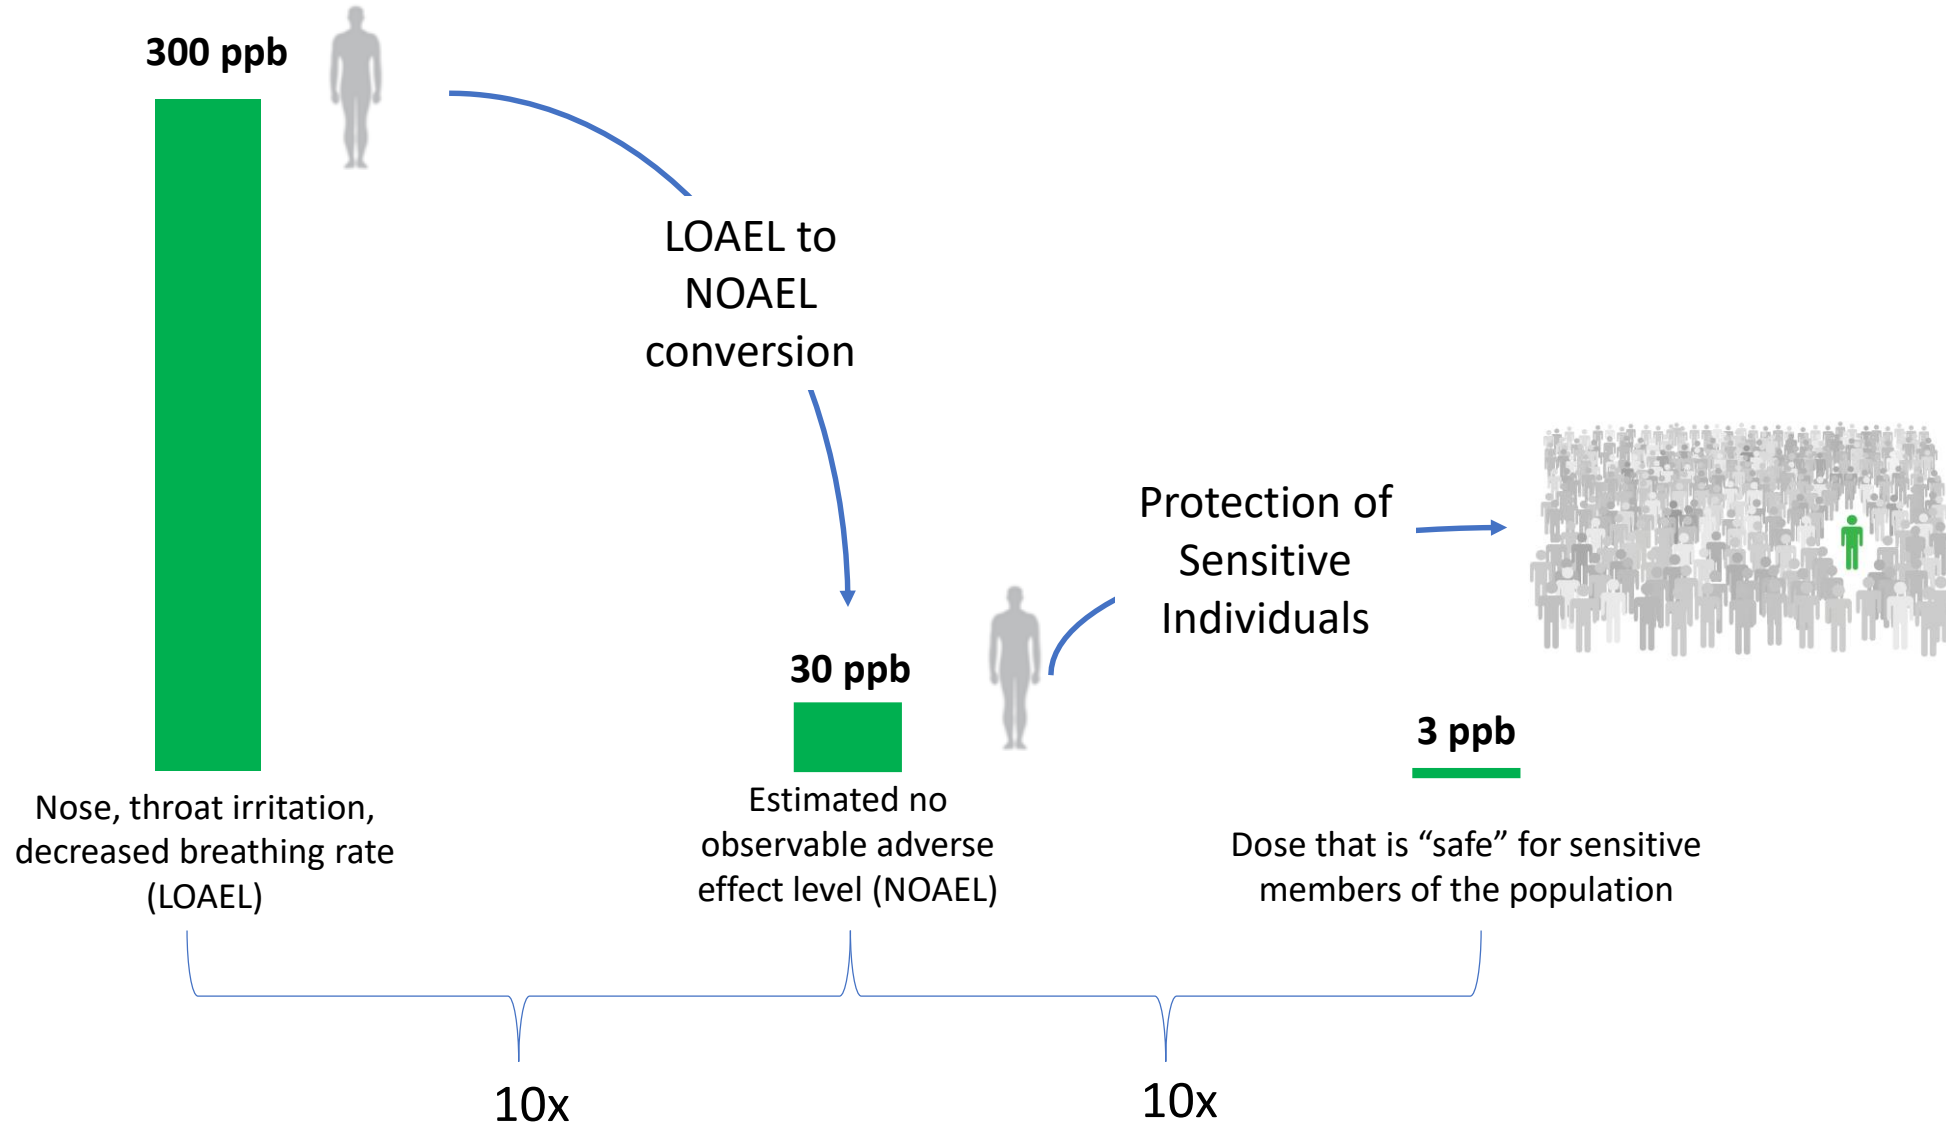 300 ppb
LOAEL to
NOAEL
conversion
Protection of
Sensitive
Individuals
30 ppb
3 ppb
Nose, throat irritation,
decreased breathing rate
(LOAEL)
Estimated no
observable adverse
effect level (NOAEL)
Dose that is “safe” for sensitive
members of the population
10x
10x